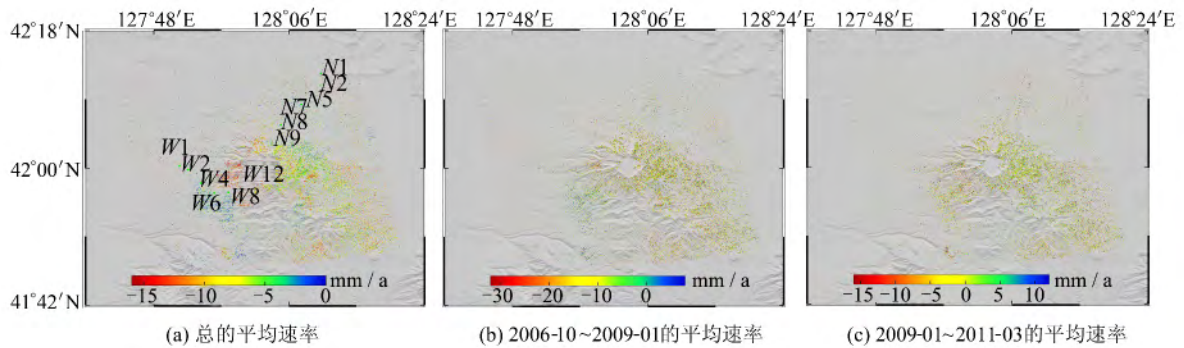 127°48′E 128°06′E 128°24′E 127°48′E 128°06′E 128°24′E 127°48′E 128°06′E 128°24′E
42°18′N
N1
N2
N5
N7
N8
N9
W1
W2
42°00′N
W4
W12
W8
W6
mm / a mm / a mm / a
−15 −10 −5 0 −30 −20 −10 0 −15 −10 −5 0 5 10
41°42′N
(a) 总的平均速率 (b) 2006-10~2009-01的平均速率 (c) 2009-01~2011-03的平均速率